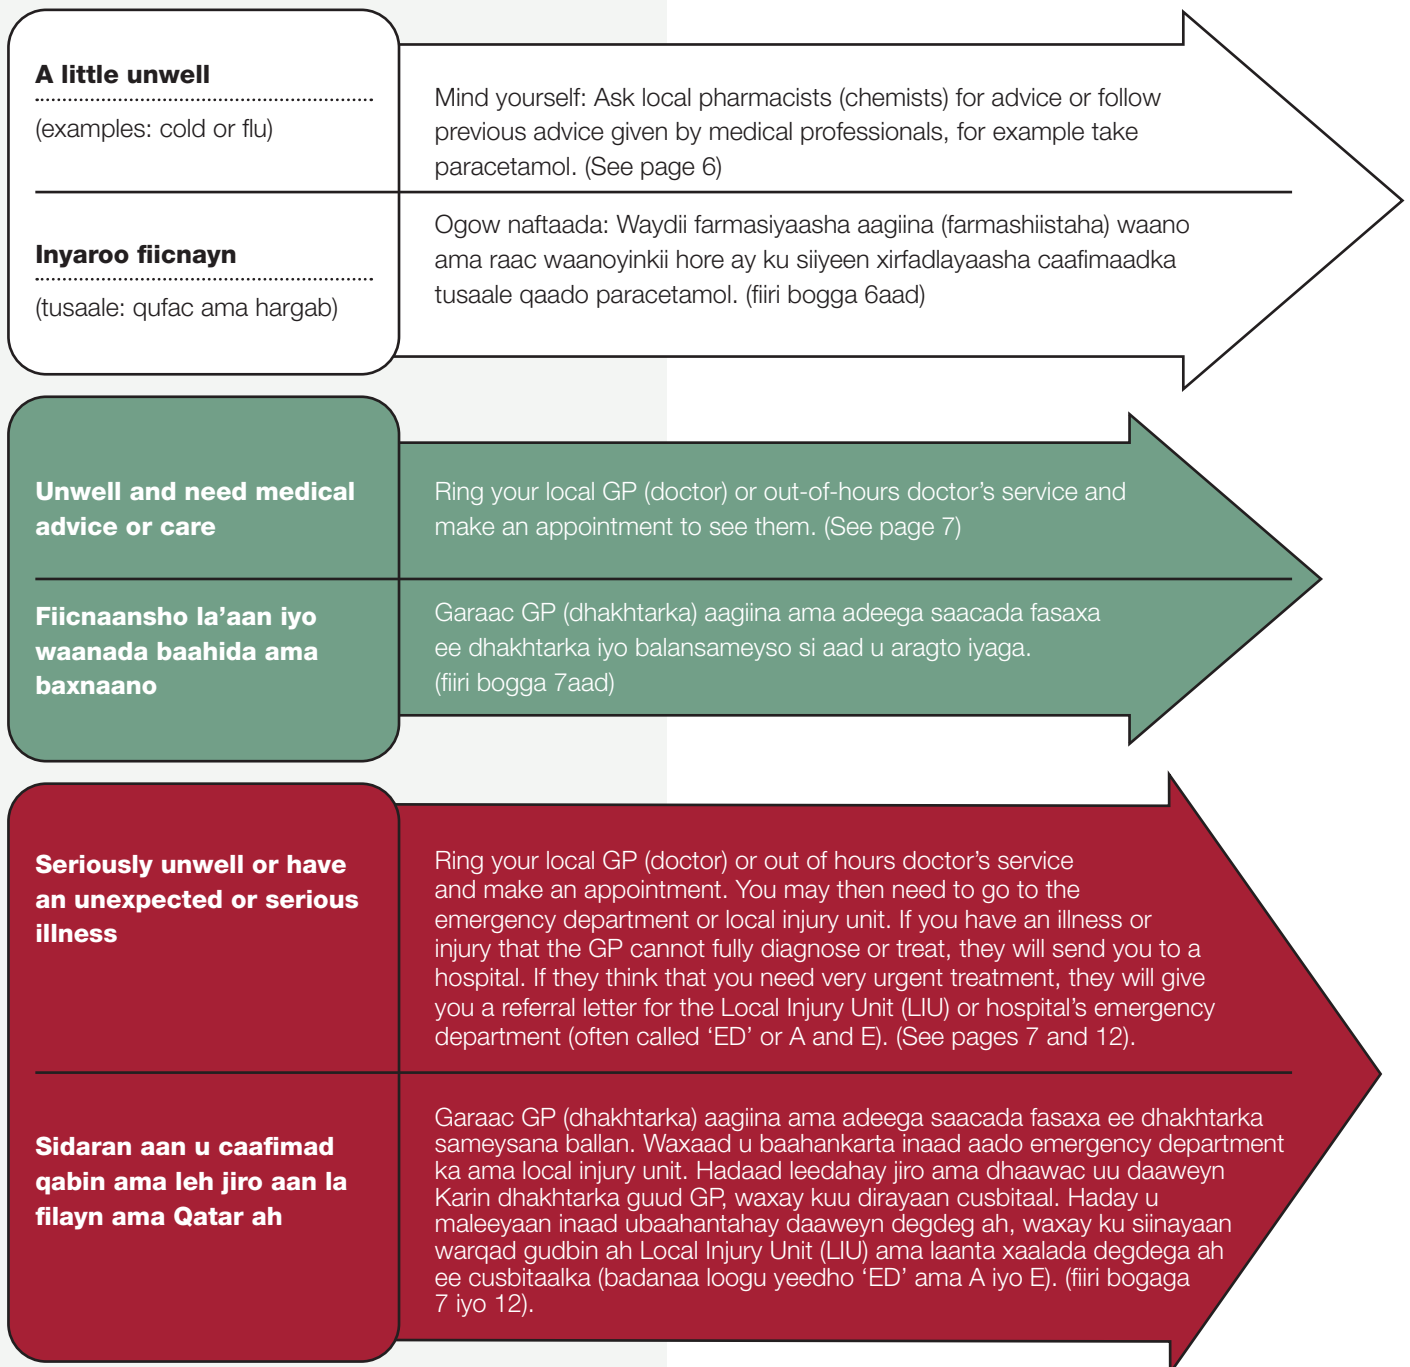 A little unwell
(examples: cold or flu)
Mind yourself: Ask local pharmacists (chemists) for advice or follow
previous advice given by medical professionals, for example take
paracetamol. (See page 6)
Inyaroo fiicnayn
(tusaale: qufac ama hargab)
Ogow naftaada: Waydii farmasiyaasha aagiina (farmashiistaha) waano
ama raac waanoyinkii hore ay ku siiyeen xirfadlayaasha caafimaadka
tusaale qaado paracetamol. (fiiri bogga 6aad)
Unwell and need medical
advice or care
Ring your local GP (doctor) or out-of-hours doctor’s service and
make an appointment to see them. (See page 7)
Fiicnaansho la’aan iyo
waanada baahida ama
baxnaano
Garaac GP (dhakhtarka) aagiina ama adeega saacada fasaxa
ee dhakhtarka iyo balansameyso si aad u aragto iyaga.
(fiiri bogga 7aad)
Seriously unwell or have
an unexpected or serious
illness
Ring your local GP (doctor) or out of hours doctor’s service
and make an appointment. You may then need to go to the
emergency department or local injury unit. If you have an illness or
injury that the GP cannot fully diagnose or treat, they will send you to a
hospital. If they think that you need very urgent treatment, they will give
you a referral letter for the Local Injury Unit (LIU) or hospital’s emergency
department (often called ‘ED’ or A and E). (See pages 7 and 12).
Sidaran aan u caafimad
qabin ama leh jiro aan la
filayn ama Qatar ah
Garaac GP (dhakhtarka) aagiina ama adeega saacada fasaxa ee dhakhtarka
sameysana ballan. Waxaad u baahankarta inaad aado emergency department
ka ama local injury unit. Hadaad leedahay jiro ama dhaawac uu daaweyn
Karin dhakhtarka guud GP, waxay kuu dirayaan cusbitaal. Haday u
maleeyaan inaad ubaahantahay daaweyn degdeg ah, waxay ku siinayaan
warqad gudbin ah Local Injury Unit (LIU) ama laanta xaalada degdega ah
ee cusbitaalka (badanaa loogu yeedho ‘ED’ ama A iyo E). (fiiri bogaga
7 iyo 12).